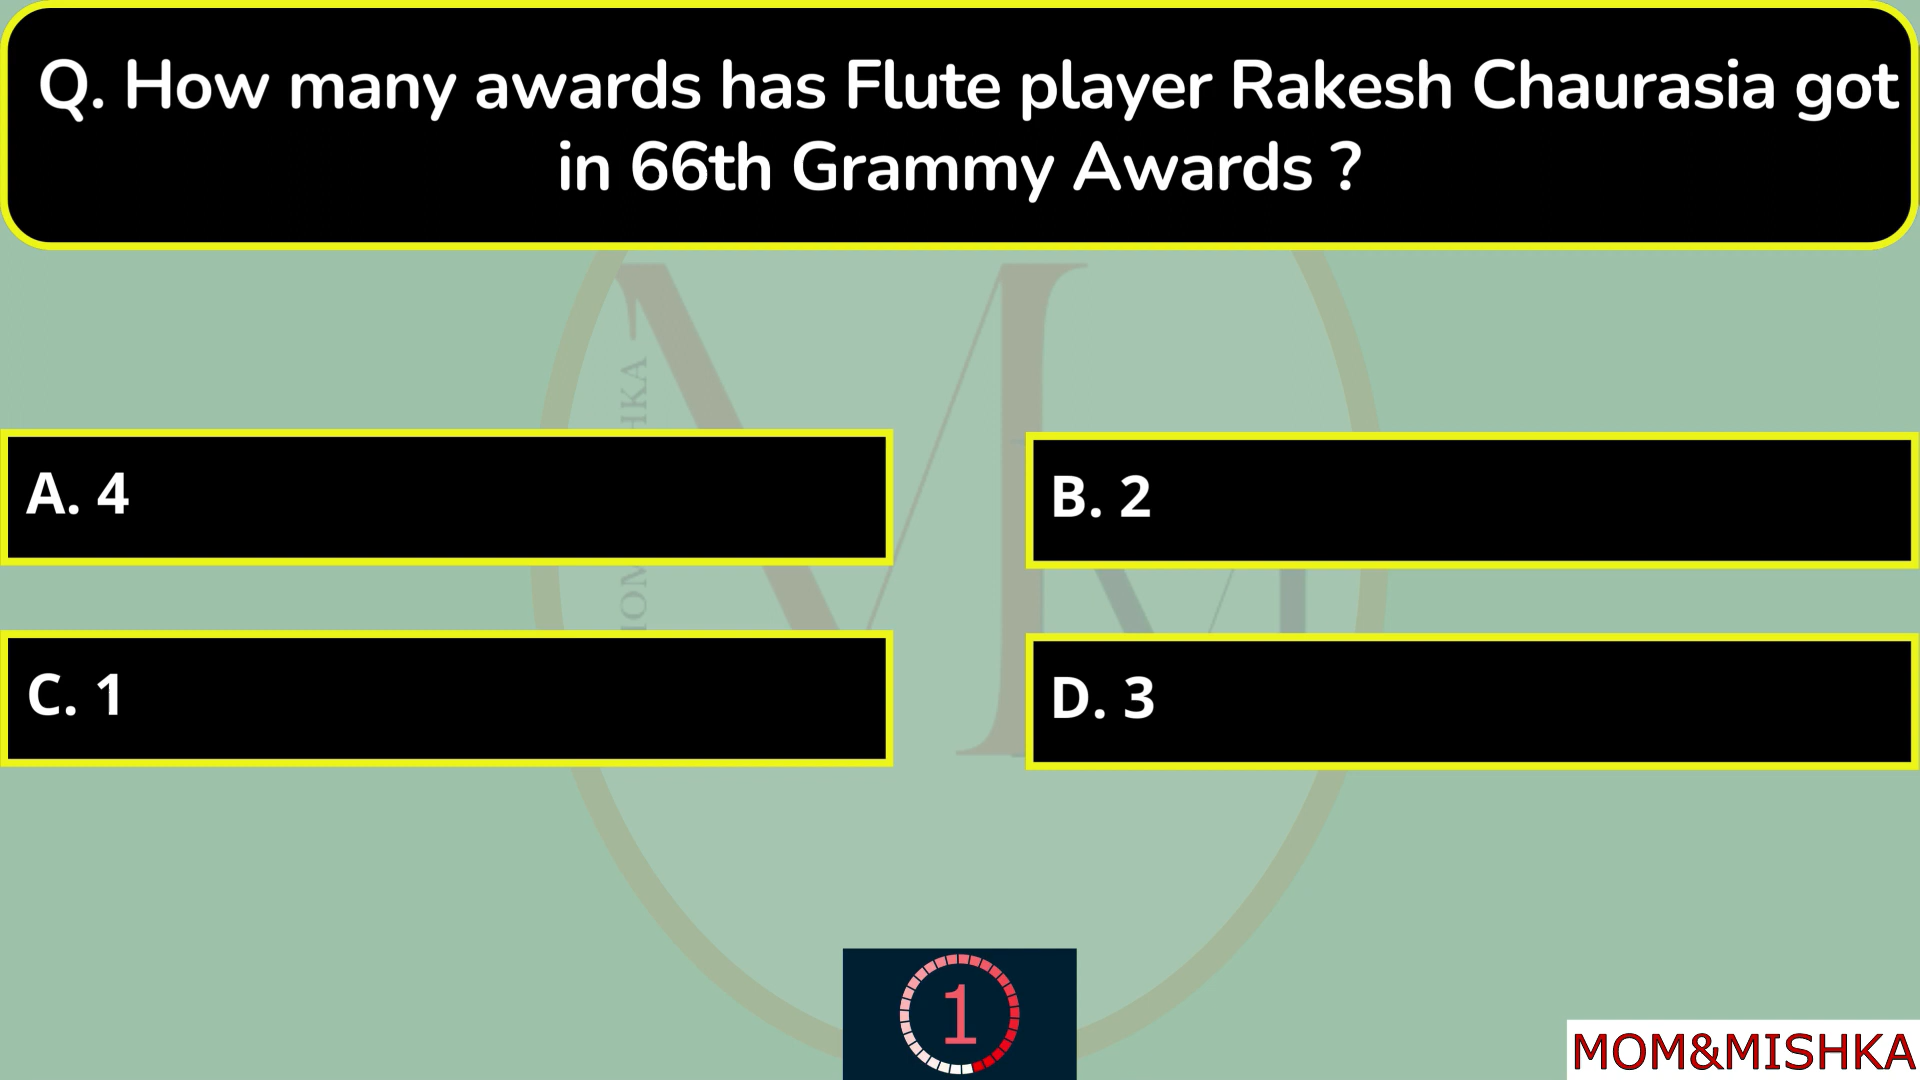 Q. How many awards has Flute player Rakesh Chaurasia got
in 66th Grammy Awards ?
A. 4
B. 2
C. 1
D. 3
1
MOM&MISHKA